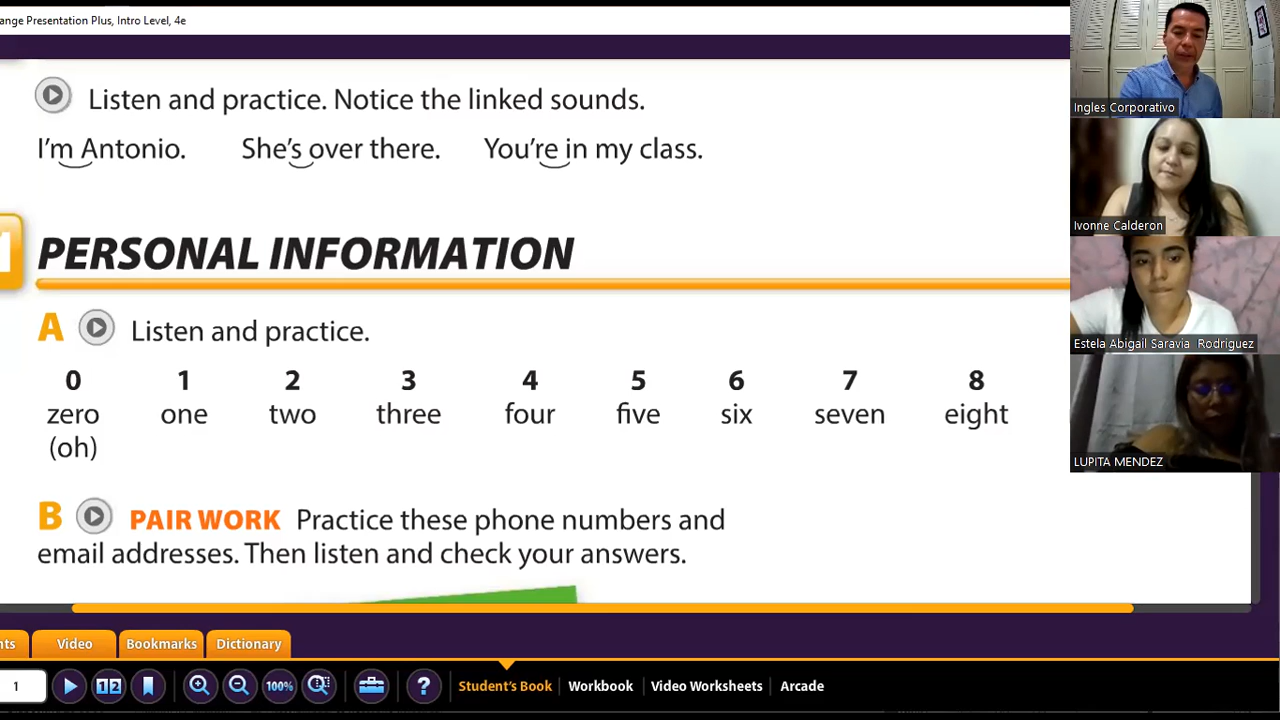 ange Presentation Plus, Intro Level, 4e
Listen and practice. Notice the linked sounds.
I'm Antonio. She's over there. You're in my class.
1 PERSONAL INFORMATION
A Listen and practice.
0 1 2 3 4 5 6 7 8
zero one two three four five six seven eight
(oh)
B PAIR WORK Practice these phone numbers and
email addresses. Then listen and check your answers.
nts Video Bookmarks Dictionary
1 1 2 100% ? Student's Book Workbook Video Worksheets Arcade
Ingles Corporativo
Ivonne Calderon
Estela Abigail Saravia Rodriguez
LUPITA MENDEZ